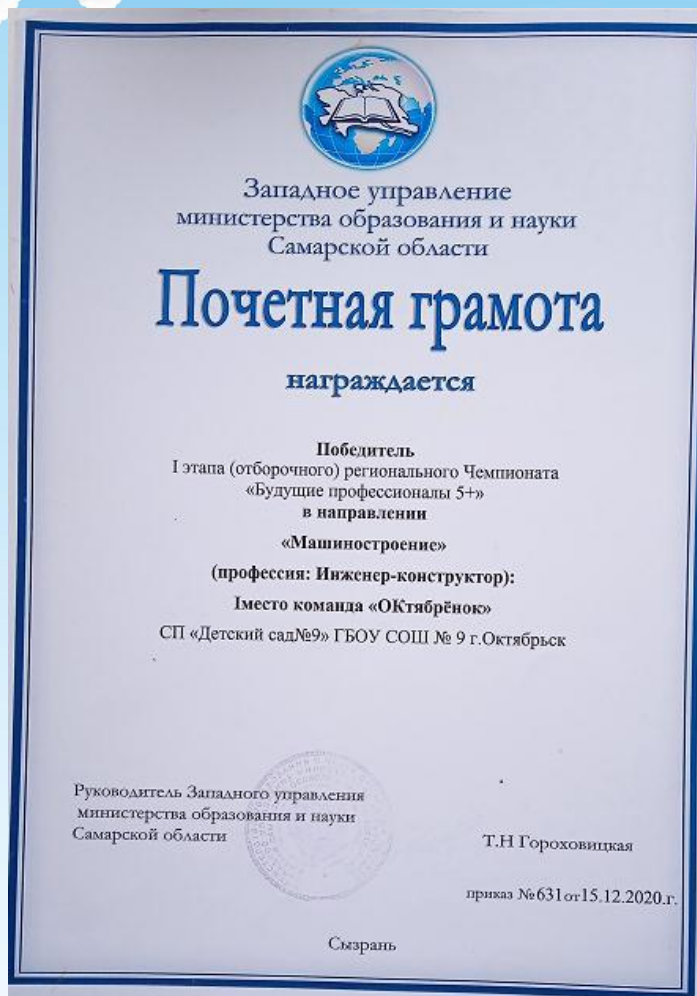 Западное управление
министерства образования и науки
Самарской области
Почетная грамота
награждается
Победитель
I этапа (отборочного) регионального Чемпионата
«Будущие профессионалы 5+»
в направлении
«Машиностроение»
(профессия: Инженер-конструктор):
Iместо команда «ОКтябрёнок»
СП «Детский сад№9» ГБОУ СОШ № 9 г.Октябрьск
Руководитель Западного управления
министерства образования и науки
Самарской области
Т.Н Гороховицкая
приказ №631от15.12.2020.г.
Сызрань